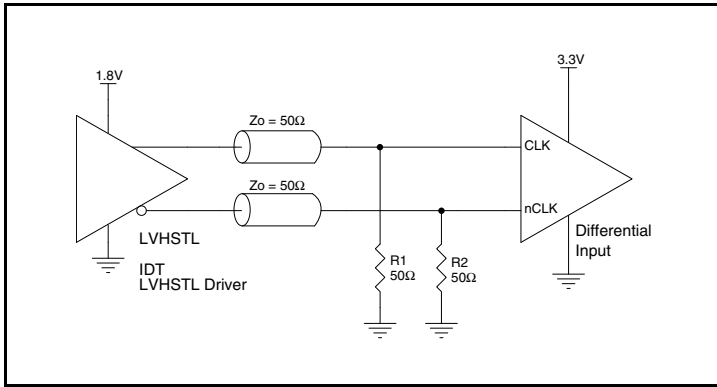 1.8V
3.3V
Zo = 50Ω
CLK
Zo = 50Ω
nCLK
LVHSTL
IDT
LVHSTL Driver
R1
50Ω
R2
50Ω
Differential
Input